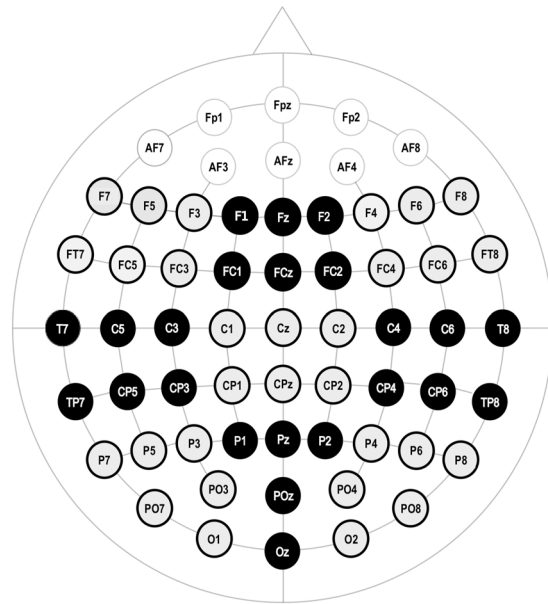 Fpz
Fp1 Fp2
AF7 AF8
AF3 AFz AF4
F7 F5 F3 F1 Fz F2 F4 F6 F8
FT7 FC5 FC3 FC1 FCz FC2 FC4 FC6 FT8
T7 C5 C3 C1 Cz C2 C4 C6 T8
TP7 CP5 CP3 CP1 CPz CP2 CP4 CP6 TP8
P7 P5 P3 P1 Pz P2 P4 P6 P8
PO3 POz PO4
PO7 PO8
O1 Oz O2